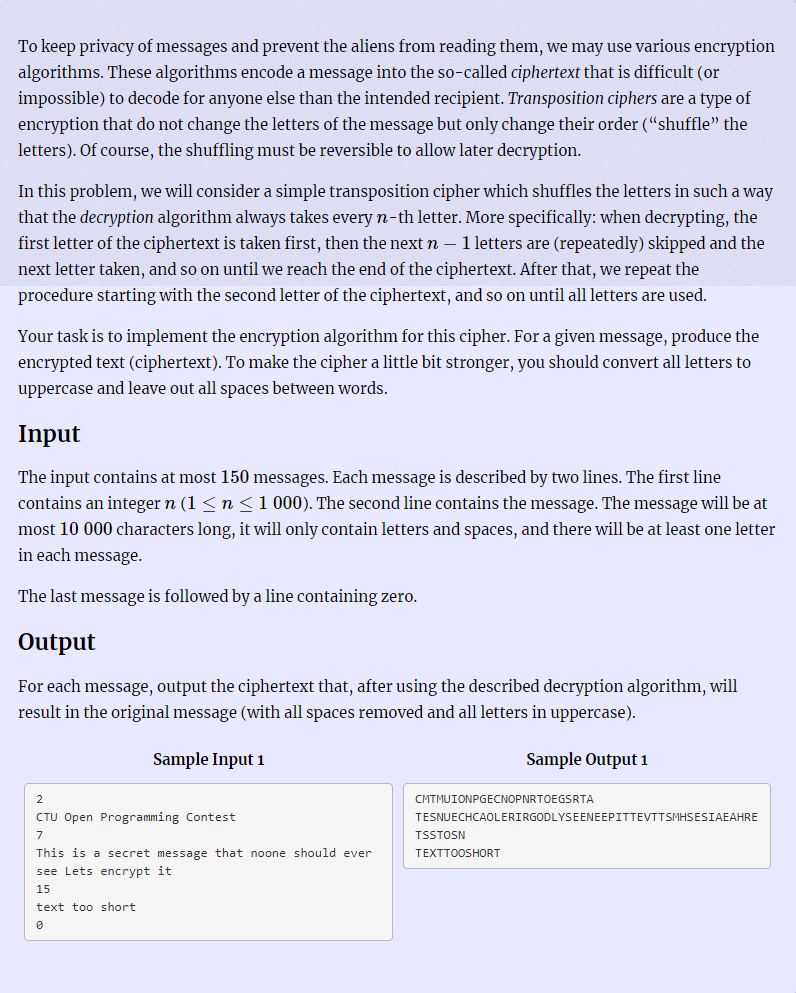 To keep privacy of messages and prevent the aliens from reading them, we may use various encryption
algorithms. These algorithms encode a message into the so-called ciphertext that is difficult (or
impossible) to decode for anyone else than the intended recipient. Transposition ciphers are a type of
encryption that do not change the letters of the message but only change their order (“shuffle” the
letters). Of course, the shuffling must be reversible to allow later decryption.
In this problem, we will consider a simple transposition cipher which shuffles the letters in such a way
that the decryption algorithm always takes every n-th letter. More specifically: when decrypting, the
first letter of the ciphertext is taken first, then the next n − 1 letters are (repeatedly) skipped and the
next letter taken, and so on until we reach the end of the ciphertext. After that, we repeat the
procedure starting with the second letter of the ciphertext, and so on until all letters are used.
Your task is to implement the encryption algorithm for this cipher. For a given message, produce the
encrypted text (ciphertext). To make the cipher a little bit stronger, you should convert all letters to
uppercase and leave out all spaces between words.
Input
The input contains at most 150 messages. Each message is described by two lines. The first line
contains an integer n (1 ≤ n ≤ 1 000). The second line contains the message. The message will be at
most 10 000 characters long, it will only contain letters and spaces, and there will be at least one letter
in each message.
The last message is followed by a line containing zero.
Output
For each message, output the ciphertext that, after using the described decryption algorithm, will
result in the original message (with all spaces removed and all letters in uppercase).
Sample Input 1
2
CTU Open Programming Contest
7
This is a secret message that noone should ever
see Lets encrypt it
15
text too short
0
Sample Output 1
CMTMUIONPGECNOPNRTOEGSRTA
TESNUECHCAOLERIRGODLYSEENEEPITTEVTTSMHSESIAEAHRE
TSSTOSN
TEXTTOOSHORT